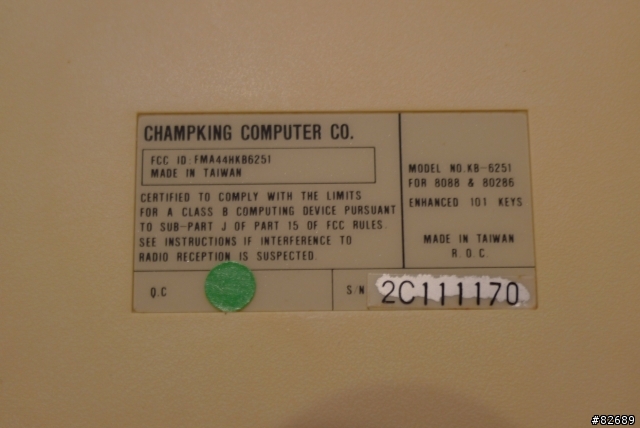 CHAMPKING COMPUTER CO.
FCC ID:FMA44HKB6251
MADE IN TAIWAN
CERTIFIED TO COMPLY WITH THE LIMITS
FOR A CLASS B COMPUTING DEVICE PURSUANT
TO SUB-PART J OF PART 15 OF FCC RULES.
SEE INSTRUCTIONS IF INTERFERENCE TO
RADIO RECEPTION IS SUSPECTED.
MODEL NO.KB-6251
FOR 8088 & 80286
ENHANCED 101 KEYS
MADE IN TAIWAN
R.O.C.
Q.C
S/N 2C111170
#82689